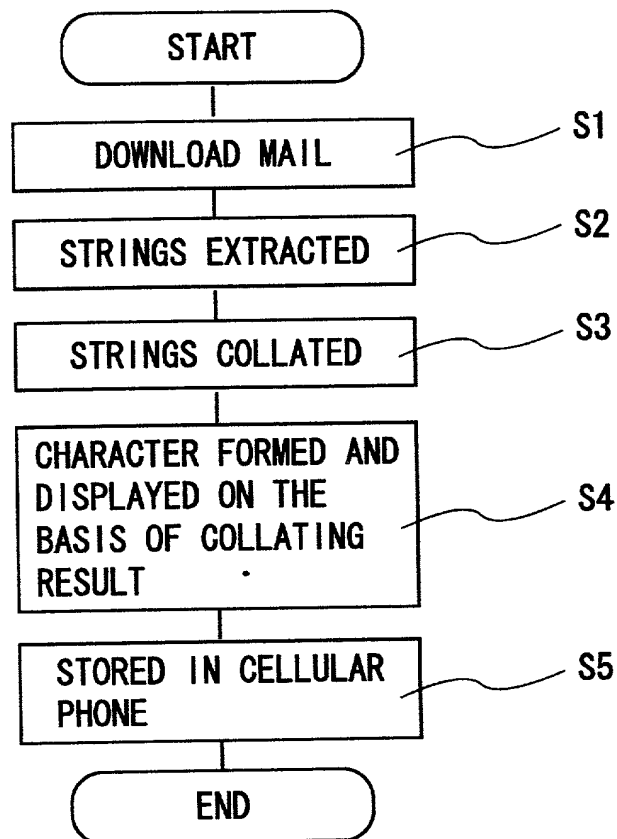 START
DOWNLOAD MAIL
S1
STRINGS EXTRACTED
S2
STRINGS COLLATED
S3
CHARACTER FORMED AND
DISPLAYED ON THE
BASIS OF COLLATING
RESULT
S4
STORED IN CELLULAR
PHONE
S5
END